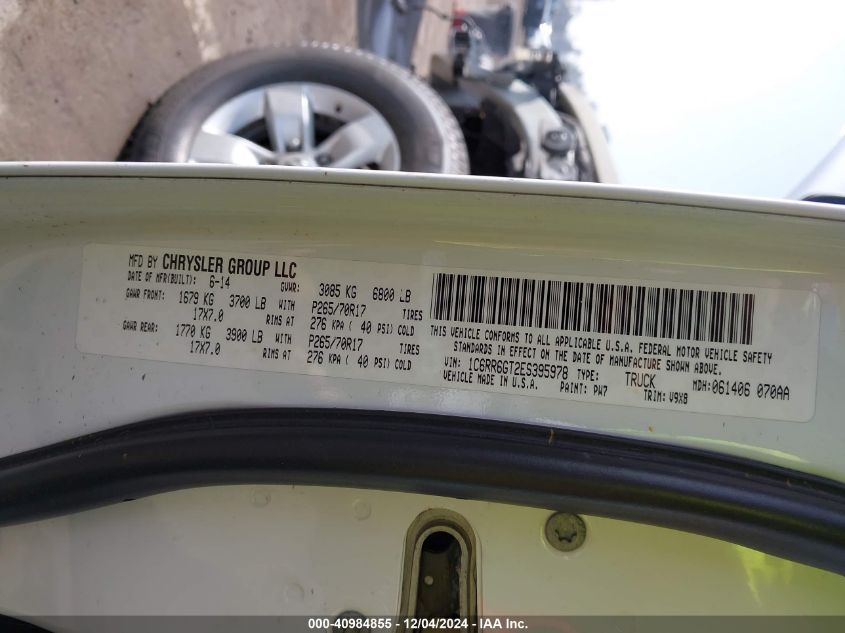 MFD BY CHRYSLER GROUP LLC
DATE OF MFR(BUILT): 6-14 GVWR: 3085 KG 6800 LB
GAWR FRONT: 1679 KG 3700 LB WITH P265/70R17 TIRES
17X7.0 RIMS AT 276 KPA ( 40 PSI) COLD
GAWR REAR: 1770 KG 3900 LB WITH P265/70R17 TIRES
17X7.0 RIMS AT 276 KPA ( 40 PSI) COLD
THIS VEHICLE CONFORMS TO ALL APPLICABLE U.S.A. FEDERAL MOTOR VEHICLE SAFETY
STANDARDS IN EFFECT ON THE DATE OF MANUFACTURE SHOWN ABOVE.
VIN: 1C6RR6GT2ES395978 TYPE: TRUCK MDH:061406 070AA
VEHICLE MADE IN U.S.A. PAINT: PW7 TRIM: V9X8
000-40984855 - 12/04/2024 - IAA Inc.